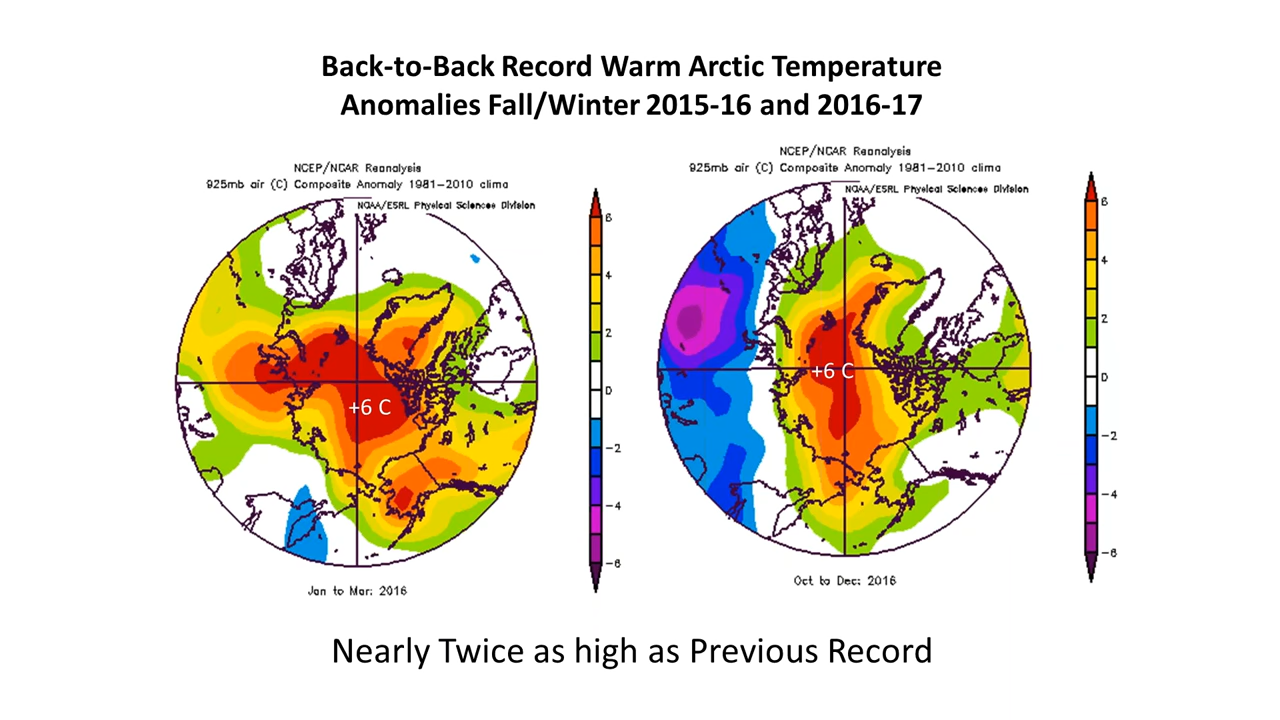 Back-to-Back Record Warm Arctic Temperature
Anomalies Fall/Winter 2015-16 and 2016-17
NCEP/NCAR Reanalysis
925mb air (C) Composite Anomaly 1981-2010 clima
NOAA/ESRL Physical Sciences Division
6
4
2
0
-2
-4
-6
+6 C
Jan to Mar: 2016
NCEP/NCAR Reanalysis
925mb air (C) Composite Anomaly 1981-2010 clima
NOAA/ESRL Physical Sciences Division
6
4
2
0
-2
-4
-6
+6 C
Oct to Dec: 2016
Nearly Twice as high as Previous Record